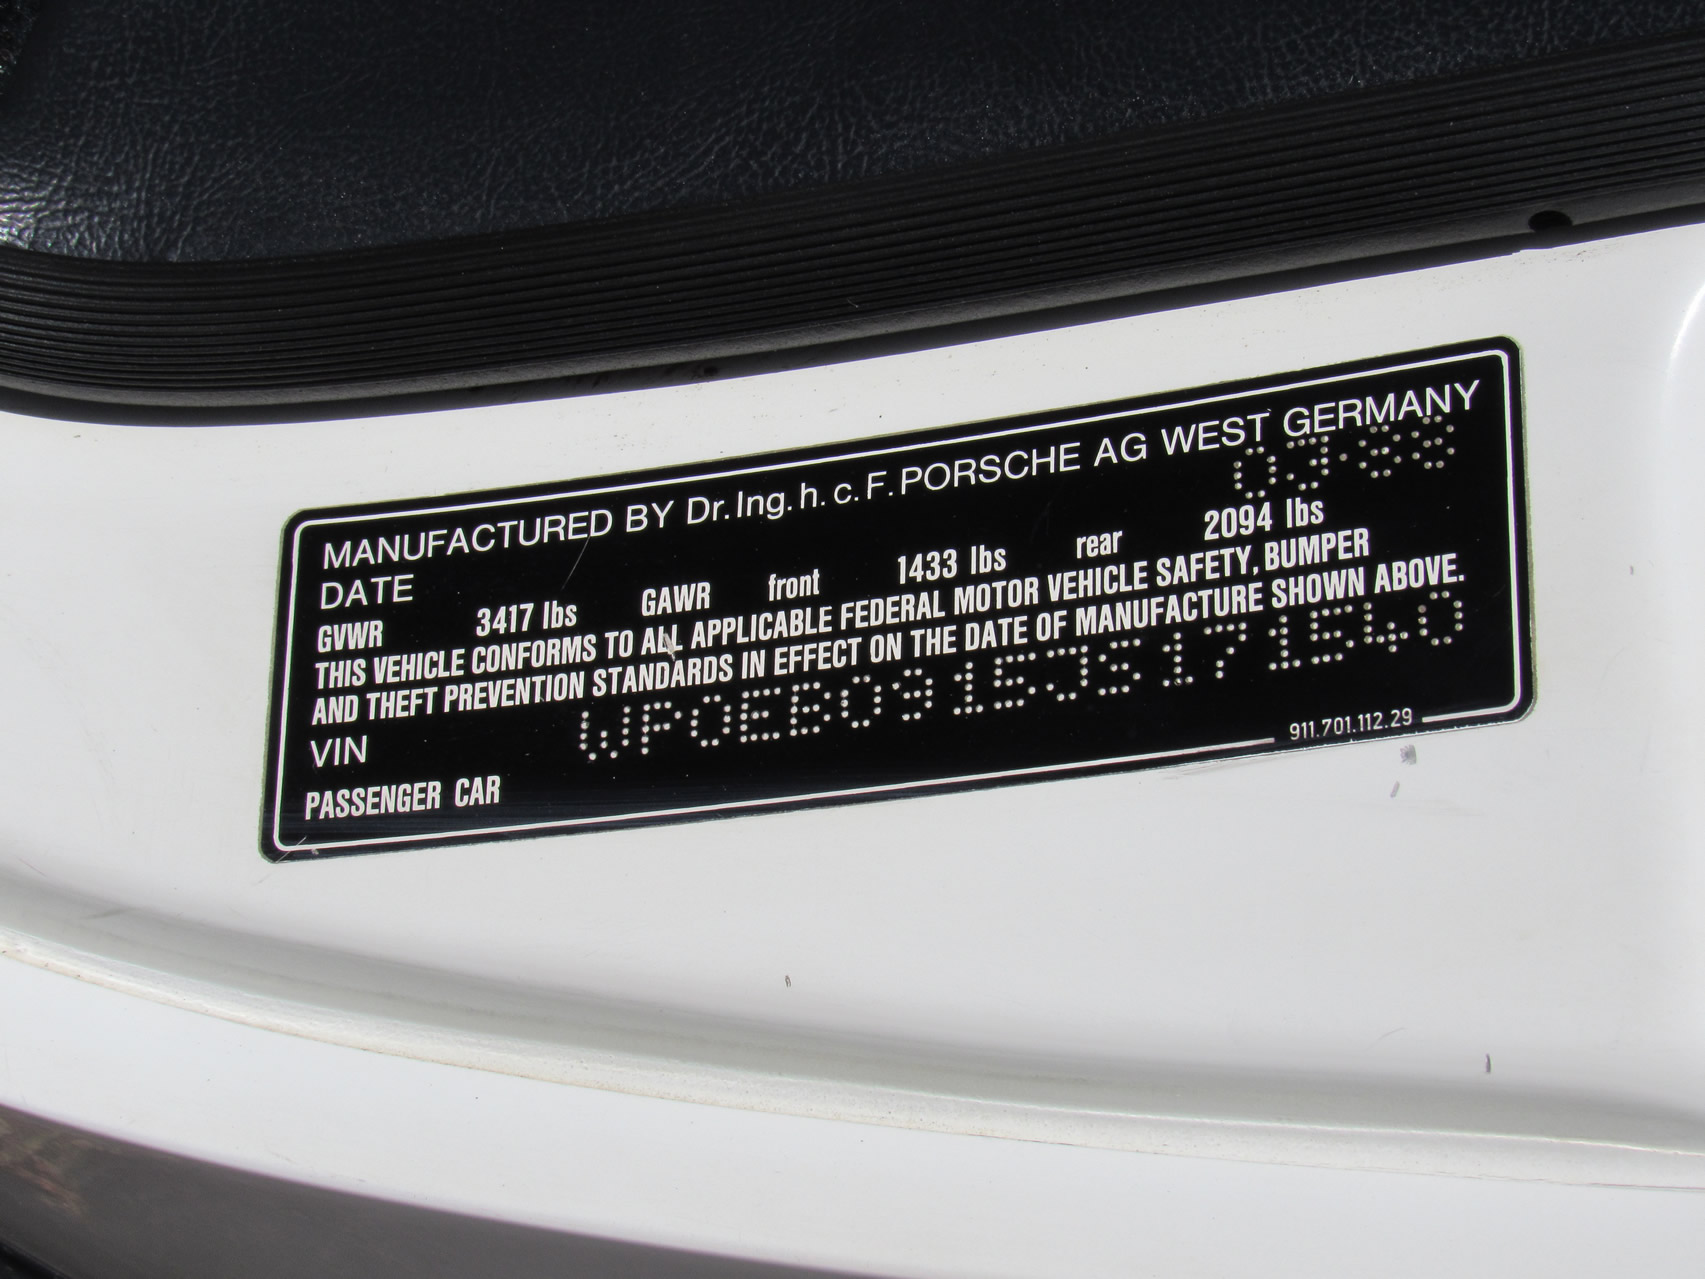 MANUFACTURED BY Dr.Ing.h.c.F.PORSCHE AG WEST GERMANY
DATE 03.88
GVWR 3417 lbs GAWR front 1433 lbs rear 2094 lbs
THIS VEHICLE CONFORMS TO ALL APPLICABLE FEDERAL MOTOR VEHICLE SAFETY, BUMPER
AND THEFT PREVENTION STANDARDS IN EFFECT ON THE DATE OF MANUFACTURE SHOWN ABOVE.
VIN WP0EB0915JS171540
PASSENGER CAR
911.701.112.29